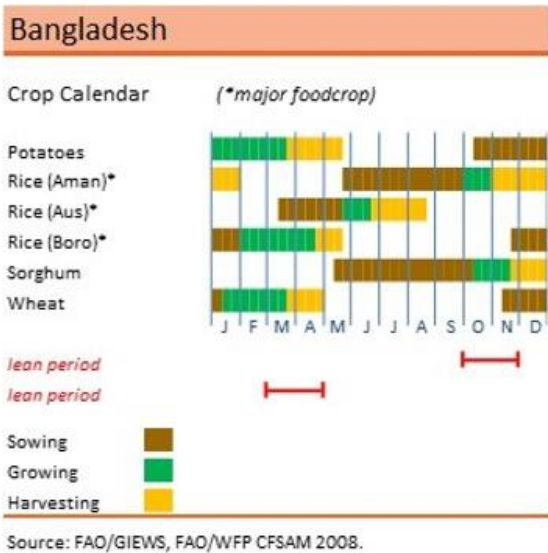 Bangladesh
Crop Calendar (*major foodcrop)
Potatoes
Rice (Aman)*
Rice (Aus)*
Rice (Boro)*
Sorghum
Wheat
J F M A M J J A S O N D
lean period
lean period
Sowing
Growing
Harvesting
Source: FAO/GIEWS, FAO/WFP CFSAM 2008.